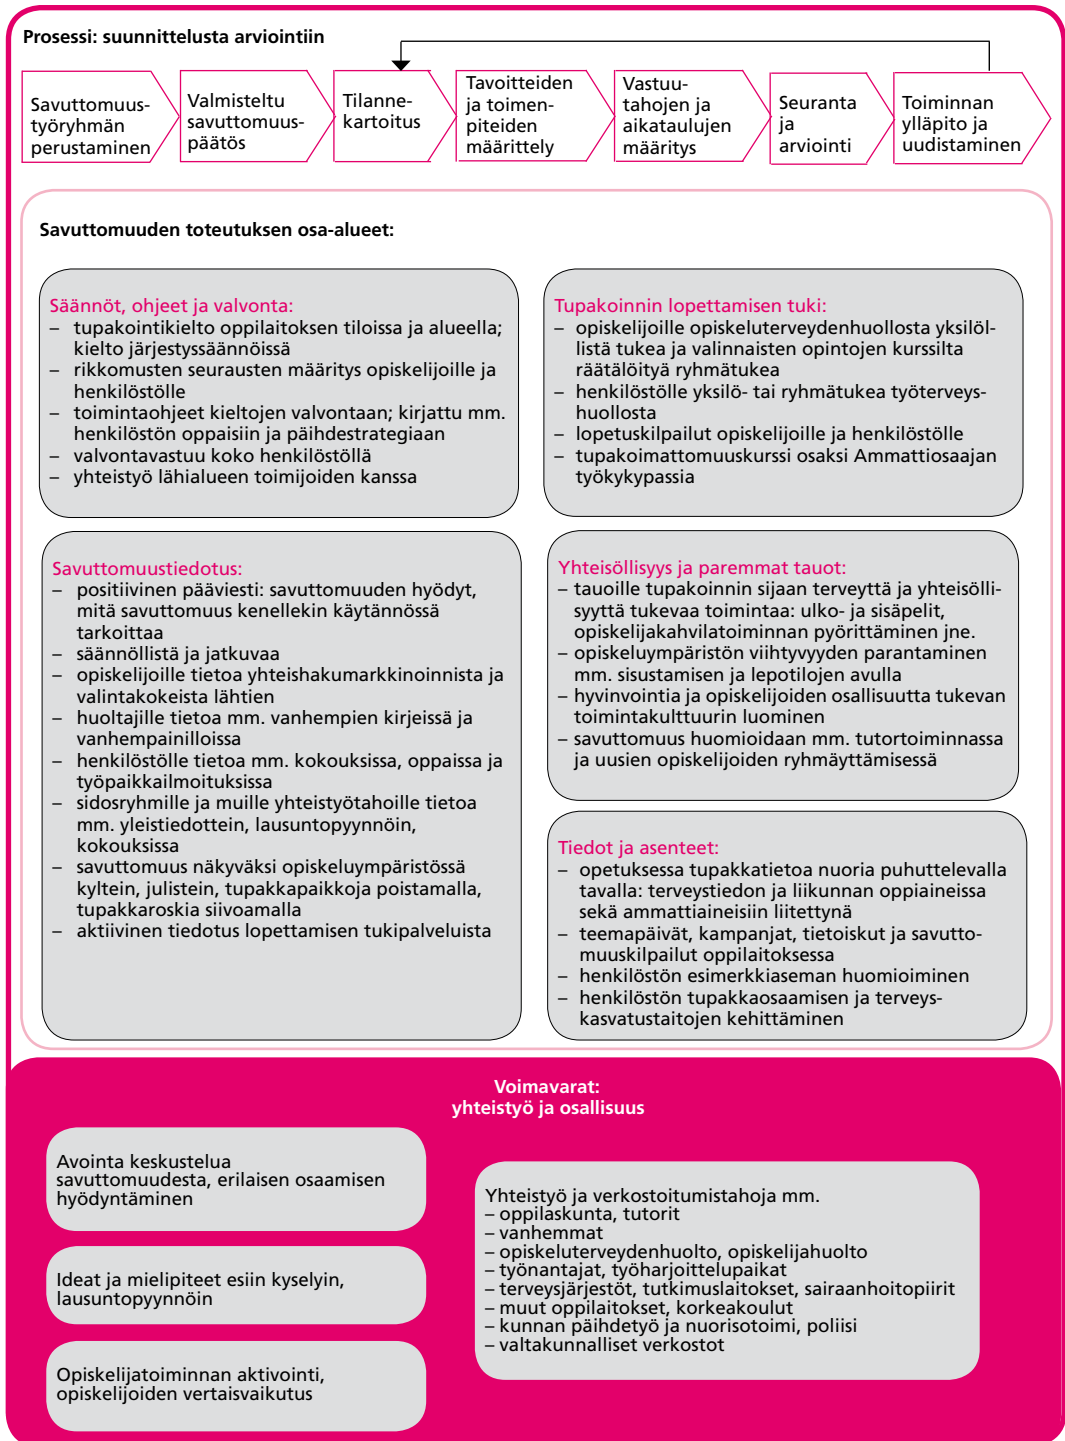 Prosessi: suunnittelusta arviointiin
Savuttomuus-
työryhmän
perustaminen
Valmisteltu
savuttomuus-
päätös
Tilanne-
kartoitus
Tavoitteiden
ja toimen-
piteiden
määrittely
Vastuu-
tahojen ja
aikataulujen
määritys
Seuranta
ja
arviointi
Toiminnan
ylläpito ja
uudistaminen
Savuttomuuden toteutuksen osa-alueet:
Säännöt, ohjeet ja valvonta:
– tupakointikielto oppilaitoksen tiloissa ja alueella;
kielto järjestyssäännöissä
– rikkomusten seurausten määritys opiskelijoille ja
henkilöstölle
– toimintaohjeet kieltojen valvontaan; kirjattu mm.
henkilöstön oppaisiin ja päihdestrategiaan
– valvontavastuu koko henkilöstöllä
– yhteistyö lähialueen toimijoiden kanssa
Tupakoinnin lopettamisen tuki:
– opiskelijoille opiskeluterveydenhuollosta yksilöl-
listä tukea ja valinnaisten opintojen kurssilta
räätälöityä ryhmätukea
– henkilöstölle yksilö- tai ryhmätukea työterveys-
huollosta
– lopetuskilpailut opiskelijoille ja henkilöstölle
– tupakoimattomuuskurssi osaksi Ammattiosaajan
työkykypassia
Savuttomuustiedotus:
– positiivinen pääviesti: savuttomuuden hyödyt,
mitä savuttomuus kenellekin käytännössä
tarkoittaa
– säännöllistä ja jatkuvaa
– opiskelijoille tietoa yhteishakumarkkinoinnista ja
valintakokeista lähtien
– huoltajille tietoa mm. vanhempien kirjeissä ja
vanhempainilloissa
– henkilöstölle tietoa mm. kokouksissa, oppaissa ja
työpaikkailmoituksissa
– sidosryhmille ja muille yhteistyötahoille tietoa
mm. yleistiedottein, lausuntopyynnöin,
kokouksissa
– savuttomuus näkyväksi opiskeluympäristössä
kyltein, julistein, tupakkapaikkoja poistamalla,
tupakkaroskia siivoamalla
– aktiivinen tiedotus lopettamisen tukipalveluista
Yhteisöllisyys ja paremmat tauot:
– tauoille tupakoinnin sijaan terveyttä ja yhteisölli-
syyttä tukevaa toimintaa: ulko- ja sisäpelit,
opiskelijakahvilatoiminnan pyörittäminen jne.
– opiskeluympäristön viihtyvyyden parantaminen
mm. sisustamisen ja lepotilojen avulla
– hyvinvointia ja opiskelijoiden osallisuutta tukevan
toimintakulttuurin luominen
– savuttomuus huomioidaan mm. tutortoiminnassa
ja uusien opiskelijoiden ryhmäyttämisessä
Tiedot ja asenteet:
– opetuksessa tupakkatietoa nuoria puhuttelevalla
tavalla: terveystiedon ja liikunnan oppiaineissa
sekä ammattiaineisiin liitettynä
– teemapäivät, kampanjat, tietoiskut ja savutto-
muuskilpailut oppilaitoksessa
– henkilöstön esimerkkiaseman huomioiminen
– henkilöstön tupakkaosaamisen ja terveys-
kasvatustaitojen kehittäminen
Voimavarat:
yhteistyö ja osallisuus
Avointa keskustelua
savuttomuudesta, erilaisen osaamisen
hyödyntäminen
Ideat ja mielipiteet esiin kyselyin,
lausuntopyynnöin
Opiskelijatoiminnan aktivointi,
opiskelijoiden vertaisvaikutus
Yhteistyö ja verkostoitumistahoja mm.
– oppilaskunta, tutorit
– vanhemmat
– opiskeluterveydenhuolto, opiskelijahuolto
– työnantajat, työharjoittelupaikat
– terveysjärjestöt, tutkimuslaitokset, sairaanhoitopiirit
– muut oppilaitokset, korkeakoulut
– kunnan päihdetyö ja nuorisotoimi, poliisi
– valtakunnalliset verkostot